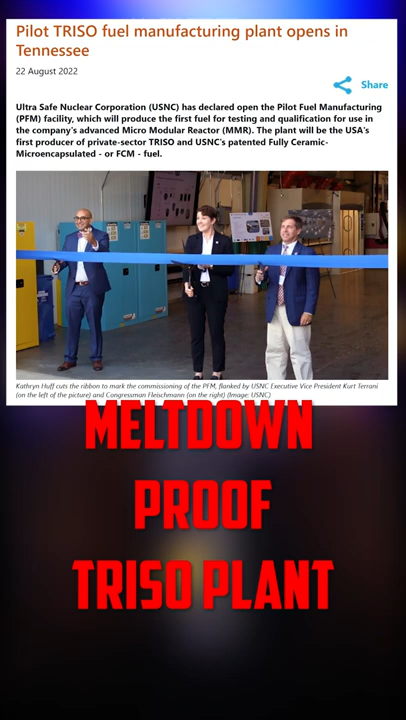 Pilot TRISO fuel manufacturing plant opens in
Tennessee
22 August 2022
Share
Ultra Safe Nuclear Corporation (USNC) has declared open the Pilot Fuel Manufacturing
(PFM) facility, which will produce the first fuel for testing and qualification for use in
the company's advanced Micro Modular Reactor (MMR). The plant will be the USA's
first producer of private-sector TRISO and USNC's patented Fully Ceramic-
Microencapsulated - or FCM - fuel.
Kathryn Huff cuts the ribbon to mark the commissioning of the PFM, flanked by USNC Executive Vice President Kurt Terrani
(on the left of the picture) and Congressman Fleischmann (on the right) (Image: USNC)
MELTDOWN
PROOF
TRISO PLANT